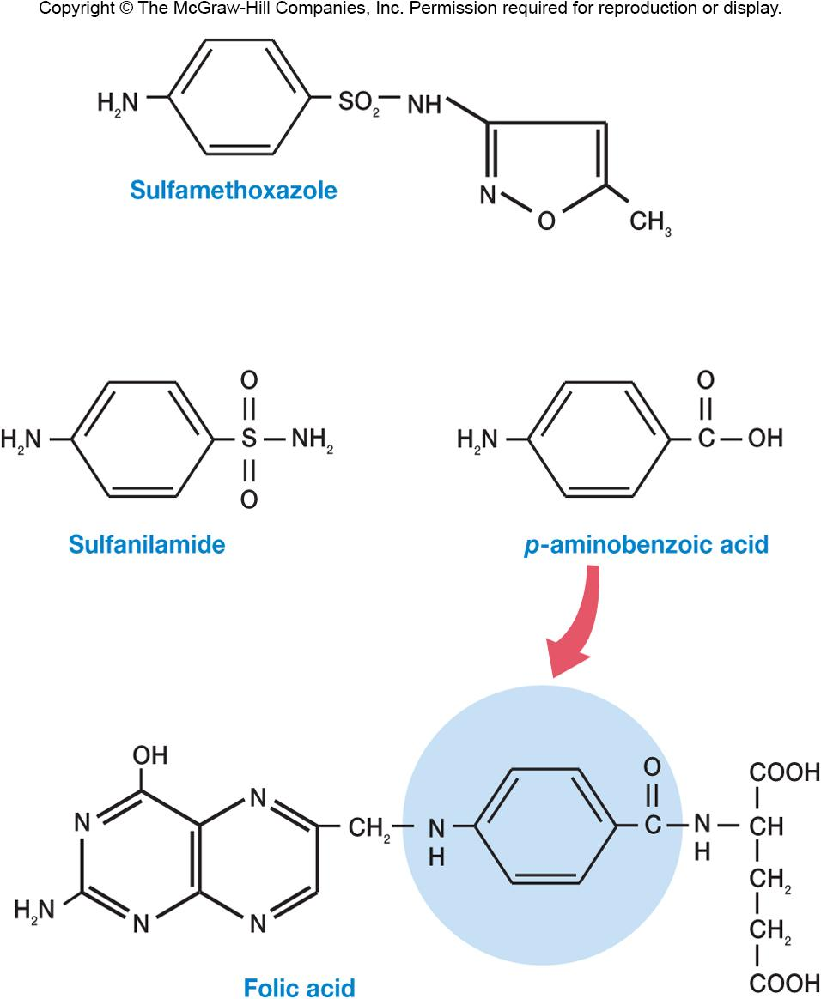 Copyright © The McGraw-Hill Companies, Inc. Permission required for reproduction or display.
H₂N SO₂ NH
N
O
CH₃
Sulfamethoxazole
O
H₂N S NH₂
O
Sulfanilamide
O
H₂N C OH
p-aminobenzoic acid
OH
N N
CH₂ N
H
O
C N
H
COOH
CH
CH₂
CH₂
COOH
H₂N N N
Folic acid